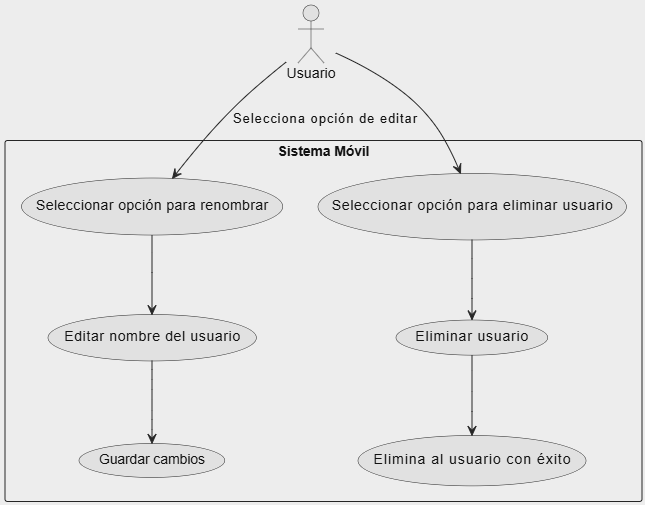 Usuario
Selecciona opción de editar
Sistema Móvil
Seleccionar opción para renombrar
Seleccionar opción para eliminar usuario
Editar nombre del usuario
Eliminar usuario
Guardar cambios
Elimina al usuario con éxito